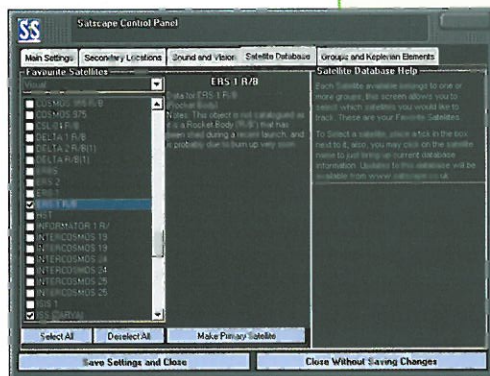 SS
Satscape Control Panel
Main Settings
Secondary Locations
Sound and Vision
Satellite Database
Groups and Keplerian Elements
Favourite Satellites
Visual
COSMOS 975
DELTA 1 R/B
DELTA 2 R/B(1)
DELTA R/B(1)
ERBS
ERS 2
ERS 1
ERS 1 R/B
HST
INFORMATOR 1 R/
INTERCOSMOS 19
INTERCOSMOS 19
INTERCOSMOS 24
INTERCOSMOS 24
INTERCOSMOS 25
INTERCOSMOS 25
ISIS 1
ISS (ZARYA)
Select All
Deselect All
ERS 1 R/B
Data for ERS 1 R/B
(Rocket Body)
Notes: This object is not catalogued as
it is a Rocket Body ('R/B') that has
been shed during a recent launch, and
is probably due to burn up very soon.
Make Primary Satellite
Satellite Database Help
Each Satellite available belongs to one or
more groups, this screen allows you to
select which satellites you would like to
track. These are your Favorite Satellites.
To Select a satellite, place a tick in the box
next to it, also, you may click on the satellite
name to just bring up current database
information. Updates to this database will be
available from www.satscape.co.uk
Save Settings and Close
Close Without Saving Changes